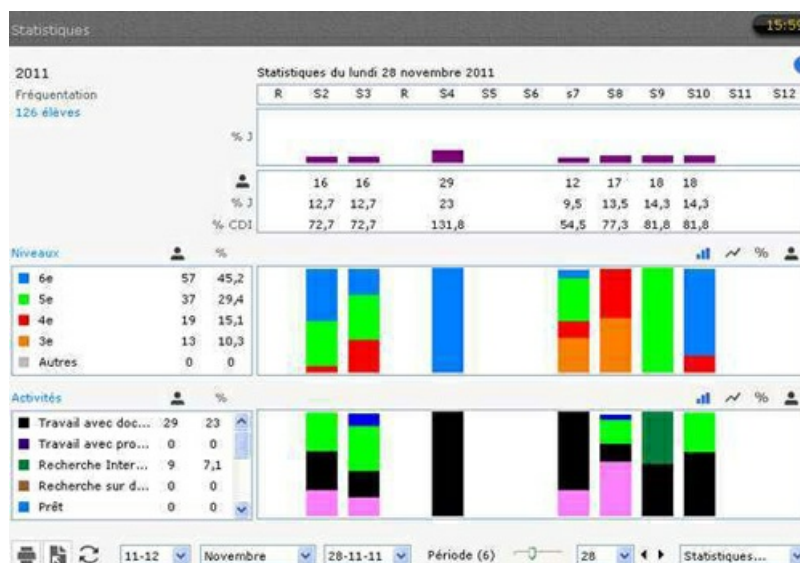 Statistiques
15:59
2011
Statistiques du lundi 28 novembre 2011
Fréquentation
126 élèves
R S2 S3 R S4 S5 S6 s7 S8 S9 S10 S11 S12
% J
16 16 29 12 17 18 18
% J 12,7 12,7 23 9,5 13,5 14,3 14,3
% CDI 72,7 72,7 131,8 54,5 77,3 81,8 81,8
Niveaux %
%
6e 57 45,2
5e 37 29,4
4e 19 15,1
3e 13 10,3
Autres 0 0
Activités %
%
Travail avec doc... 29 23
Travail avec pro... 0 0
Recherche Inter... 9 7,1
Recherche sur d... 0 0
Prêt 0 0
11-12 Novembre 28-11-11 Période (6) 28 Statistiques...